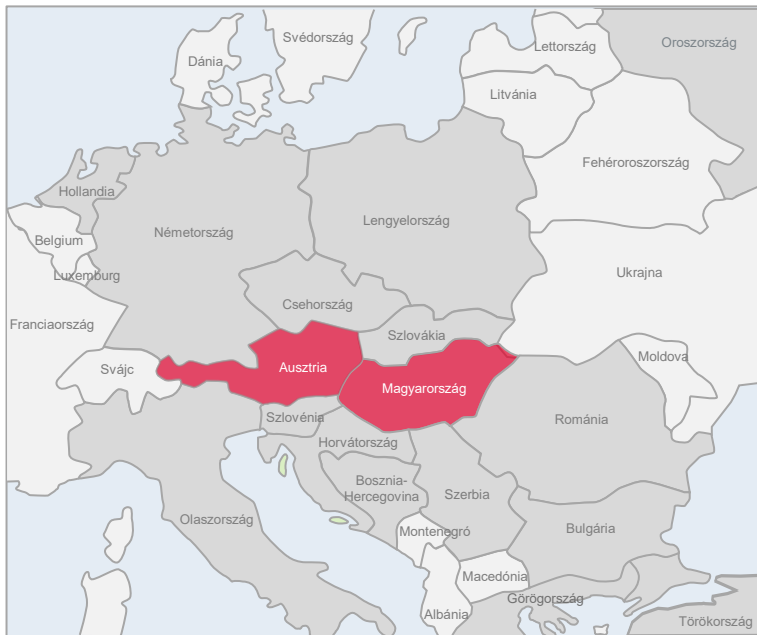 Svédország
Oroszország
Lettország
Dánia
Litvánia
Fehéroroszország
Hollandia
Lengyelország
Németország
Belgium
Luxemburg
Ukrajna
Csehország
Franciaország
Szlovákia
Moldova
Svájc
Ausztria
Magyarország
Szlovénia
Románia
Horvátország
Bosznia-
Hercegovina
Szerbia
Olaszország
Bulgária
Montenegró
Macedónia
Görögország
Albánia
Törökország